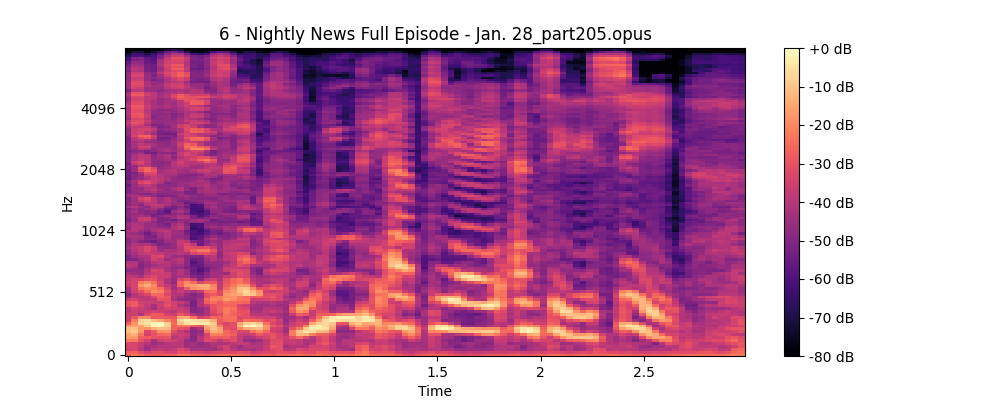 6 - Nightly News Full Episode - Jan. 28_part205.opus
Hz
4096
2048
1024
512
0
0 0.5 1 1.5 2 2.5
Time
+0 dB
-10 dB
-20 dB
-30 dB
-40 dB
-50 dB
-60 dB
-70 dB
-80 dB